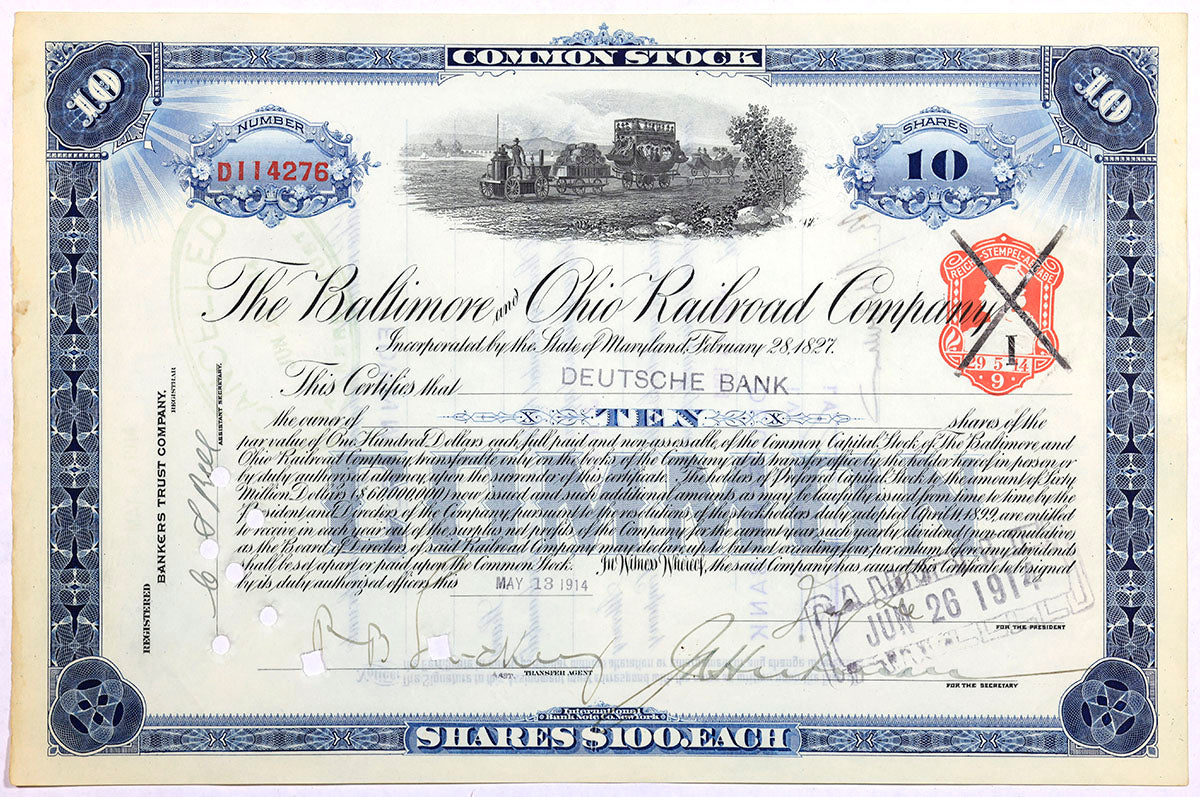 COMMON STOCK
10
10
NUMBER
D114276
SHARES
10
The Baltimore and Ohio Railroad Company
REICHS-STEMPEL-ABGABE
29 5 14
1
9
Incorporated by the State of Maryland, February 28, 1827.
This Certifies that DEUTSCHE BANK
the owner of X TEN X shares of the
par value of One Hundred Dollars each, full paid and non-assessable, of the Common Capital Stock of The Baltimore and
Ohio Railroad Company, transferable only on the books of the Company at its transfer office by the holder hereof in person, or
by duly authorized attorney upon the surrender of this certificate. The holders of Preferred Capital Stock to the amount of Sixty
Million Dollars ($60,000,000) now issued and such additional amounts as may be lawfully issued from time to time by the
President and Directors of the Company, pursuant to the resolutions of the stockholders duly adopted April 11, 1899, are entitled
to receive in each year out of the surplus net profits of the Company for the current year, such yearly dividend non-cumulative
as the Board of Directors of said Railroad Company may declare up to but not exceeding four per cent. before any dividends
shall be set apart or paid upon the Common Stock. In Witness Whereof, the said Company has caused this Certificate to be signed
by its duly authorized officers this MAY 13 1914
COMMON
REGISTERED
BANKERS TRUST COMPANY,
REGISTRAR
ASSISTANT SECRETARY.
JUN 26 1914
FOR THE PRESIDENT
ASST. TRANSFER AGENT
FOR THE SECRETARY
International
Bank Note Co. New York
SHARES $100. EACH